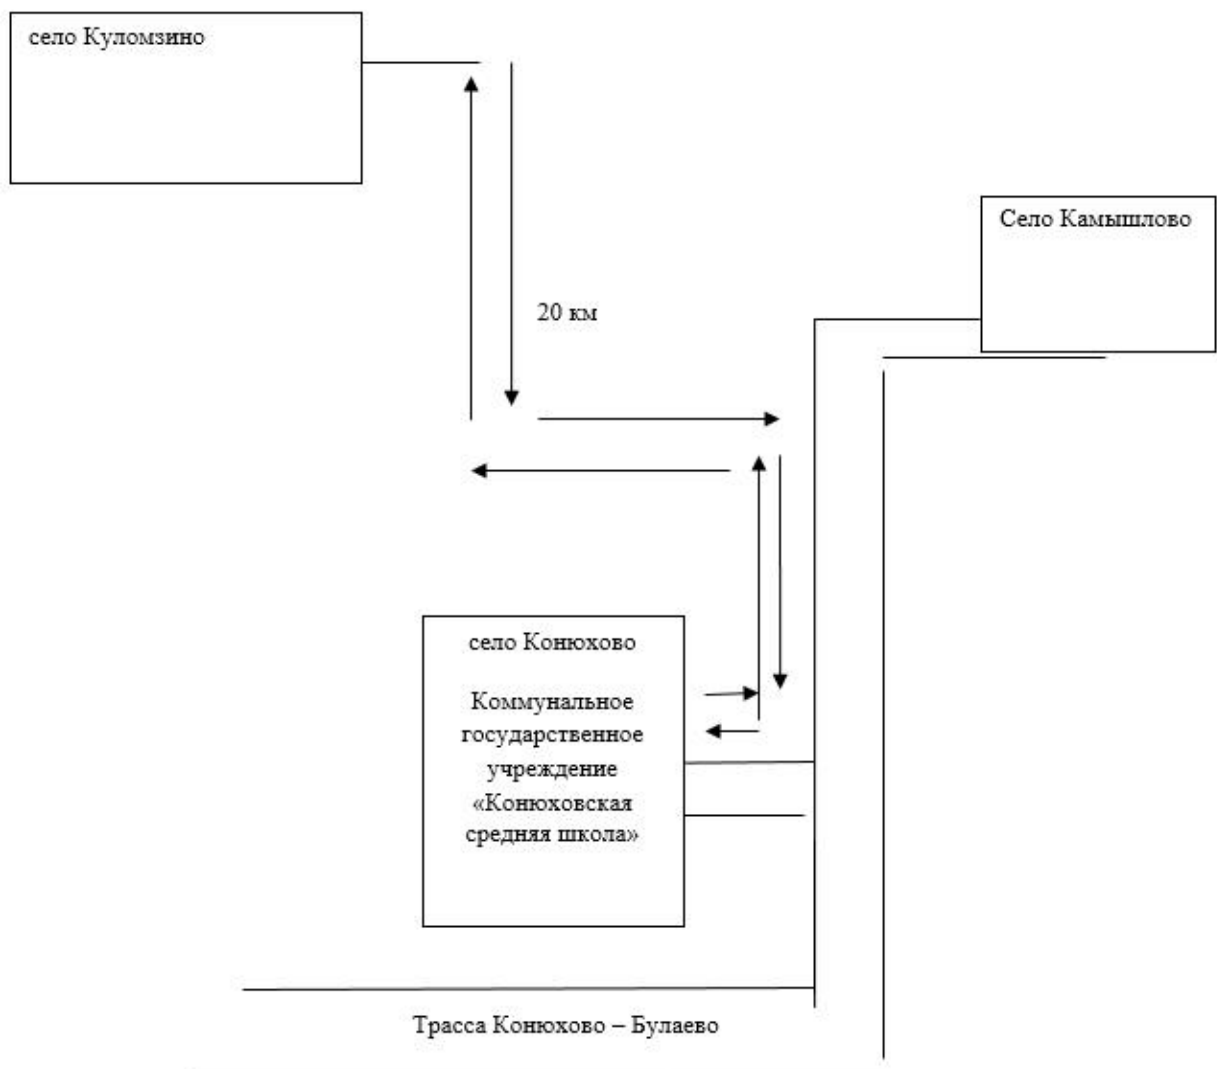 село Куломзино
Село Камышлово
20 км
село Конюхово
Коммунальное
государственное
учреждение
«Конюховская
средняя школа»
Трасса Конюхово – Булаево